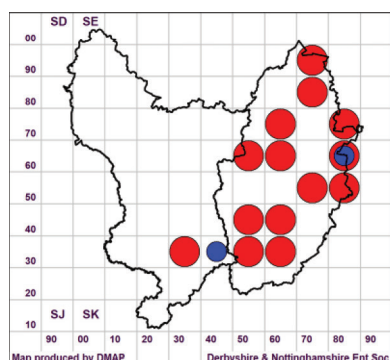 SD SE
00
90
80
70
60
50
40
30
20
10
SJ SK
90 00 10 20 30 40 50 60 70 80 90
Map produced by DMAP Derbyshire & Nottinghamshire Ent Soc